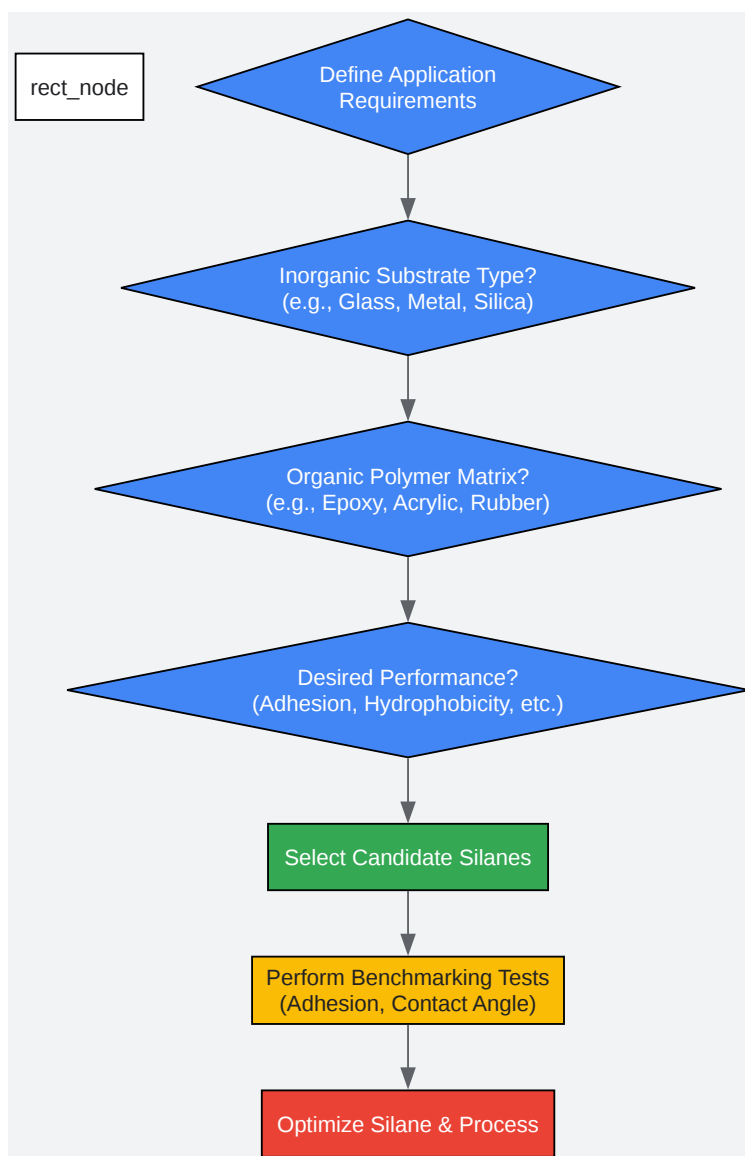 rect_node
Define Application
Requirements
Inorganic Substrate Type?
(e.g., Glass, Metal, Silica)
Organic Polymer Matrix?
(e.g., Epoxy, Acrylic, Rubber)
Desired Performance?
(Adhesion, Hydrophobicity, etc.)
Select Candidate Silanes
Perform Benchmarking Tests
(Adhesion, Contact Angle)
Optimize Silane & Process